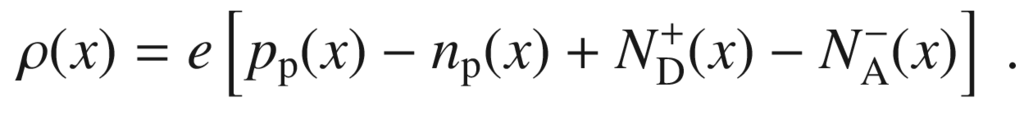 ρ(x) = e [p_p(x) − n_p(x) + N_D^+(x) − N_A^−(x)] .